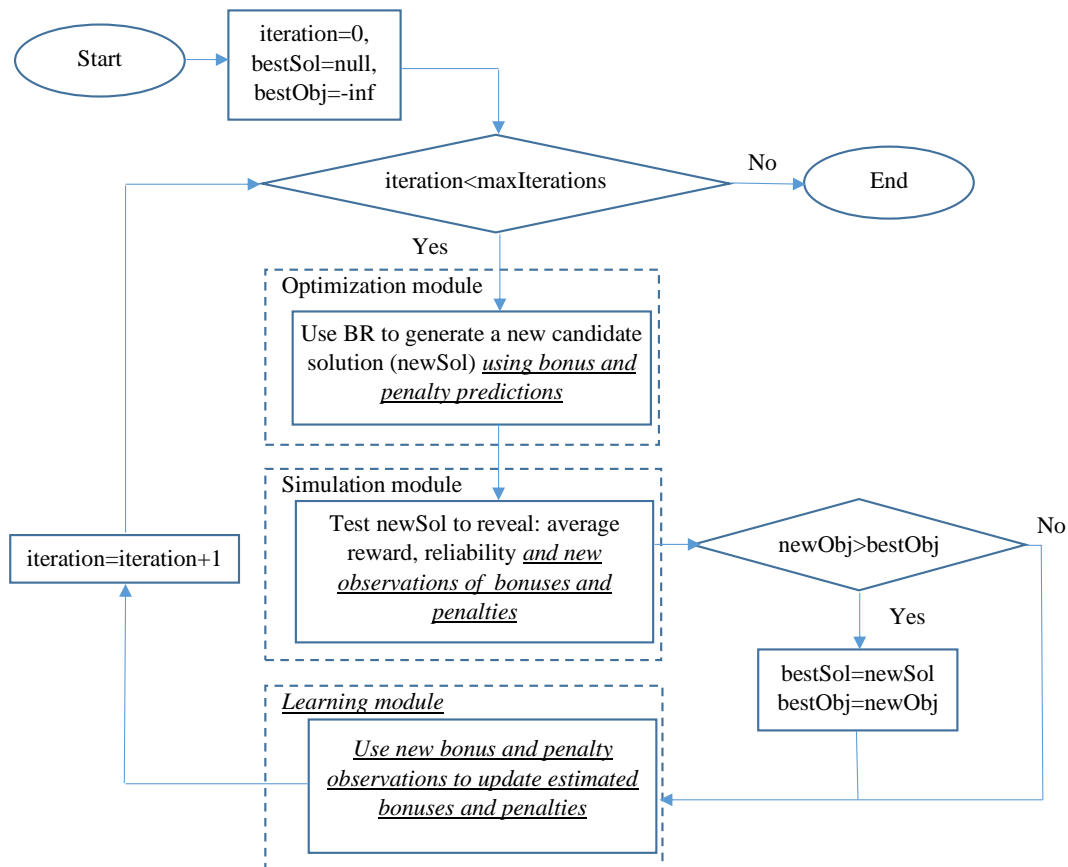 Start
iteration=0,
bestSol=null,
bestObj=-inf
iteration<maxIterations
No
End
Yes
Optimization module
Use BR to generate a new candidate
solution (newSol) using bonus and
penalty predictions
Simulation module
Test newSol to reveal: average
reward, reliability and new
observations of bonuses and
penalties
newObj>bestObj
No
Yes
bestSol=newSol
bestObj=newObj
iteration=iteration+1
Learning module
Use new bonus and penalty
observations to update estimated
bonuses and penalties